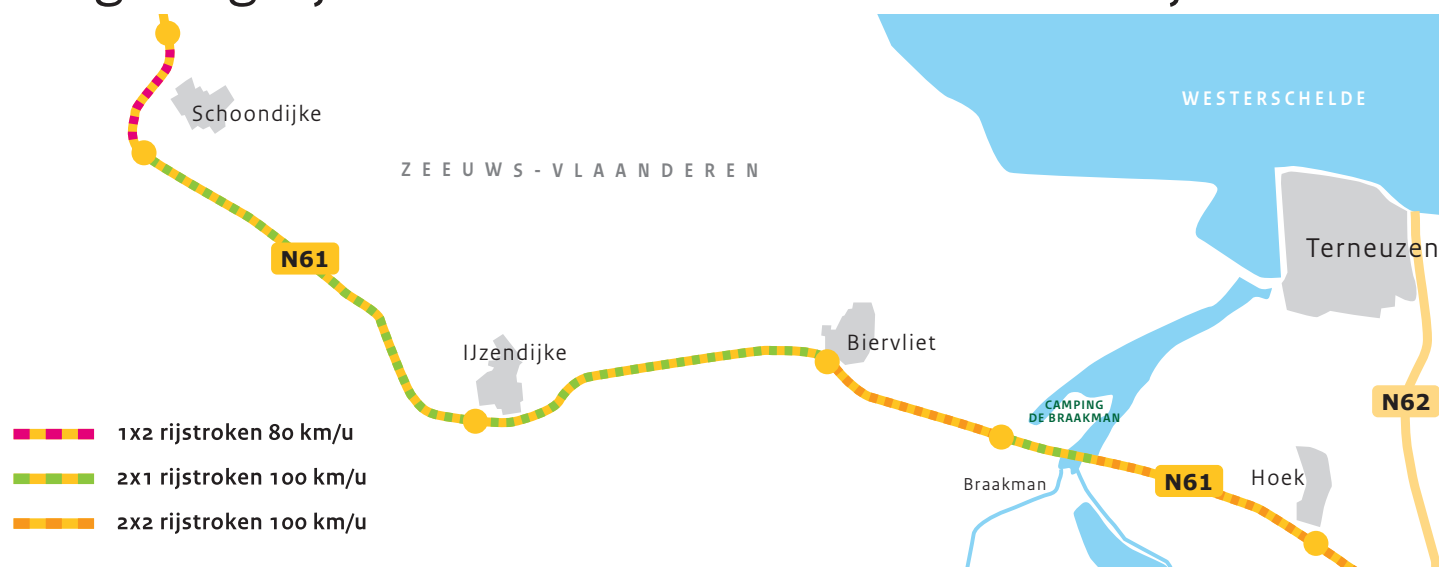 Schoondijke
WESTERSCHELDE
ZEEUWS-VLAANDEREN
N61
Terneuzen
IJzendijke
Biervliet
N62
CAMPING
DE BRAAKMAN
Braakman
N61
Hoek
1x2 rijstroken 80 km/u
2x1 rijstroken 100 km/u
2x2 rijstroken 100 km/u